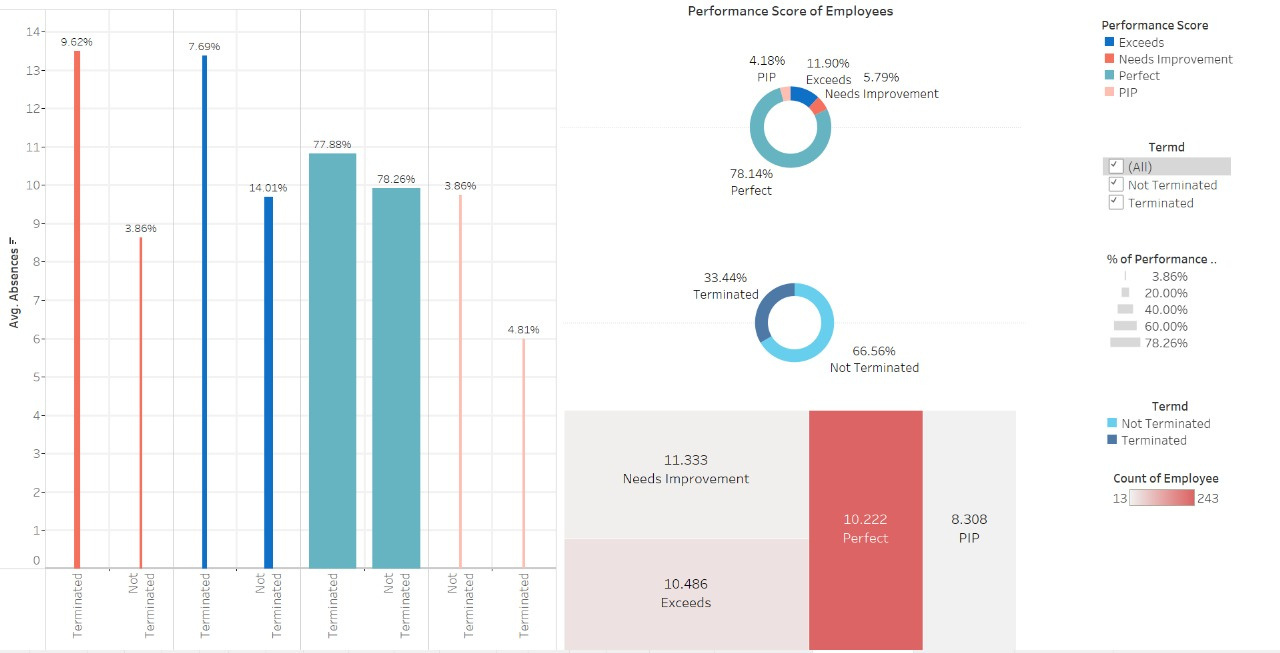 14
13
12
11
10
9
8
7
6
5
4
3
2
1
0
Avg. Absences
9.62%
3.86%
7.69%
14.01%
77.88%
78.26%
3.86%
4.81%
Terminated
Not
Terminated
Terminated
Not
Terminated
Terminated
Not
Terminated
Not
Terminated
Terminated
Performance Score of Employees
4.18%
PIP
11.90%
Exceeds
5.79%
Needs Improvement
78.14%
Perfect
33.44%
Terminated
66.56%
Not Terminated
11.333
Needs Improvement
10.486
Exceeds
10.222
Perfect
8.308
PIP
Performance Score
Exceeds
Needs Improvement
Perfect
PIP
Termd
(All)
Not Terminated
Terminated
% of Performance ..
3.86%
20.00%
40.00%
60.00%
78.26%
Termd
Not Terminated
Terminated
Count of Employee
13 243